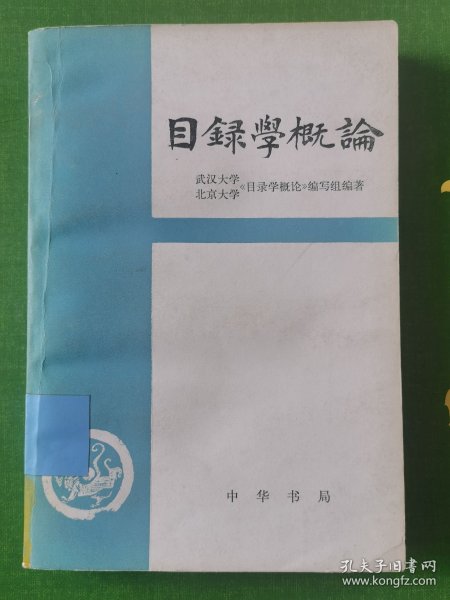 目録學概論
武汉大学
北京大学《目录学概论》编写组编著
中华书局
孔夫子旧书网
www.kongfz.com